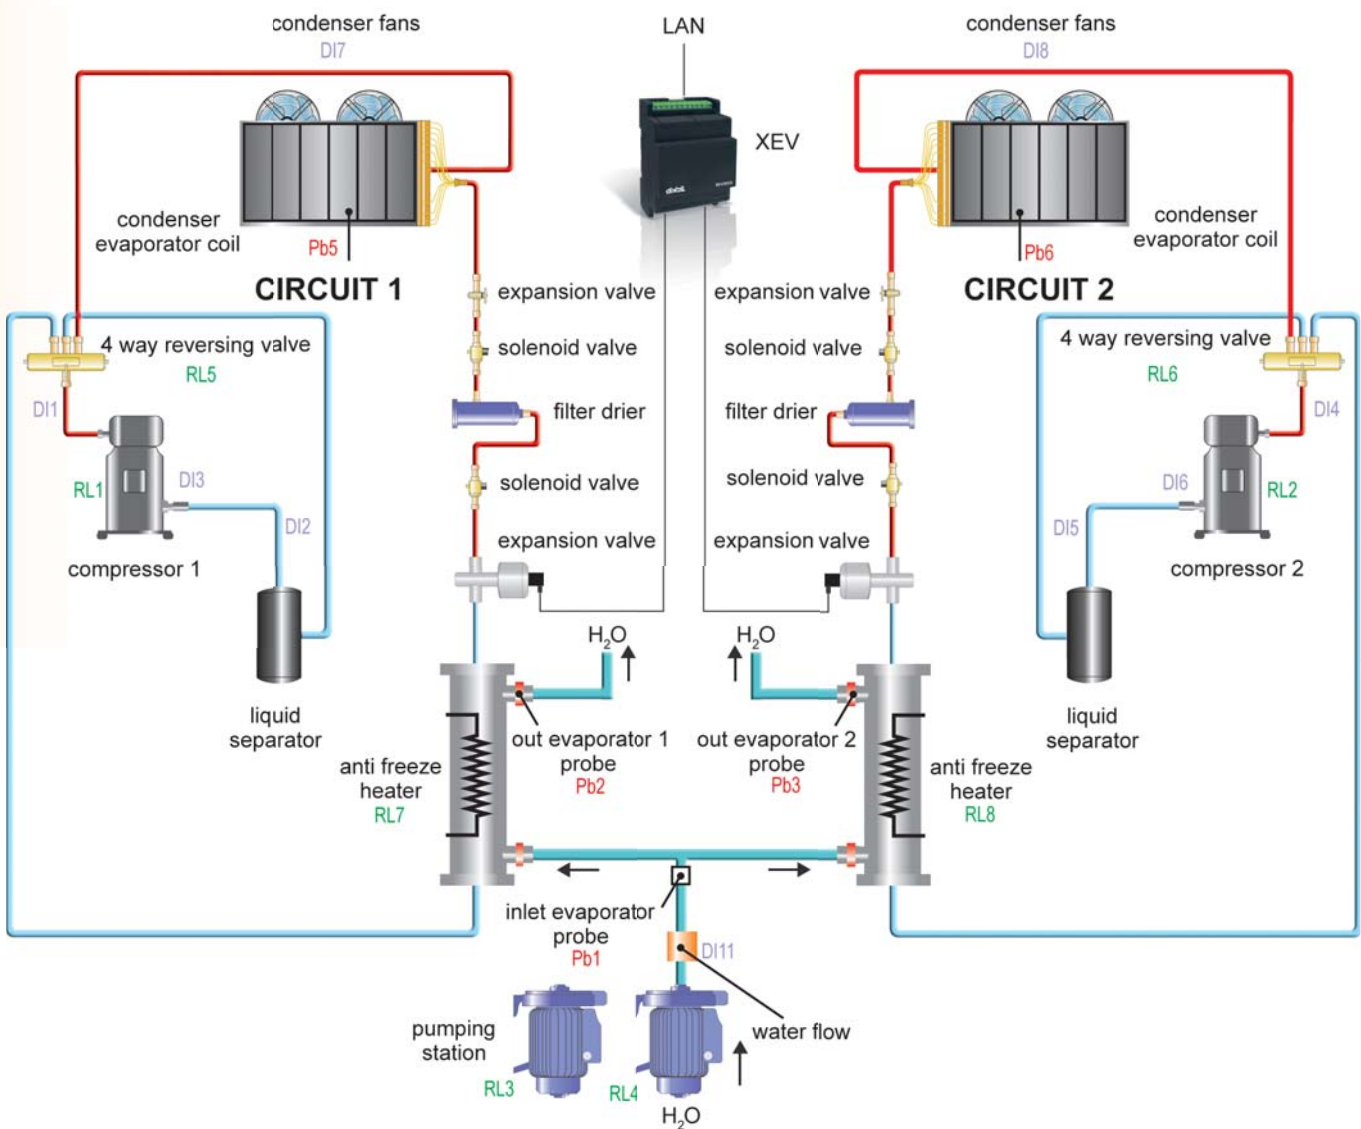 condenser fans
DI7
LAN
condenser fans
DI8
XEV
condenser
evaporator coil
Pb5
CIRCUIT 1
condenser
evaporator coil
Pb6
CIRCUIT 2
expansion valve
expansion valve
4 way reversing valve
RL5
solenoid valve
solenoid valve
4 way reversing valve
RL6
DI1
filter drier
filter drier
DI4
RL1
DI3
DI2
solenoid valve
solenoid valve
DI6
DI5
RL2
compressor 1
expansion valve
expansion valve
compressor 2
H2O
H2O
liquid
separator
out evaporator 1
probe
Pb2
out evaporator 2
probe
Pb3
liquid
separator
anti freeze
heater
RL7
anti freeze
heater
RL8
inlet evaporator
probe
Pb1
DI11
pumping
station
RL3
RL4
water flow
H2O